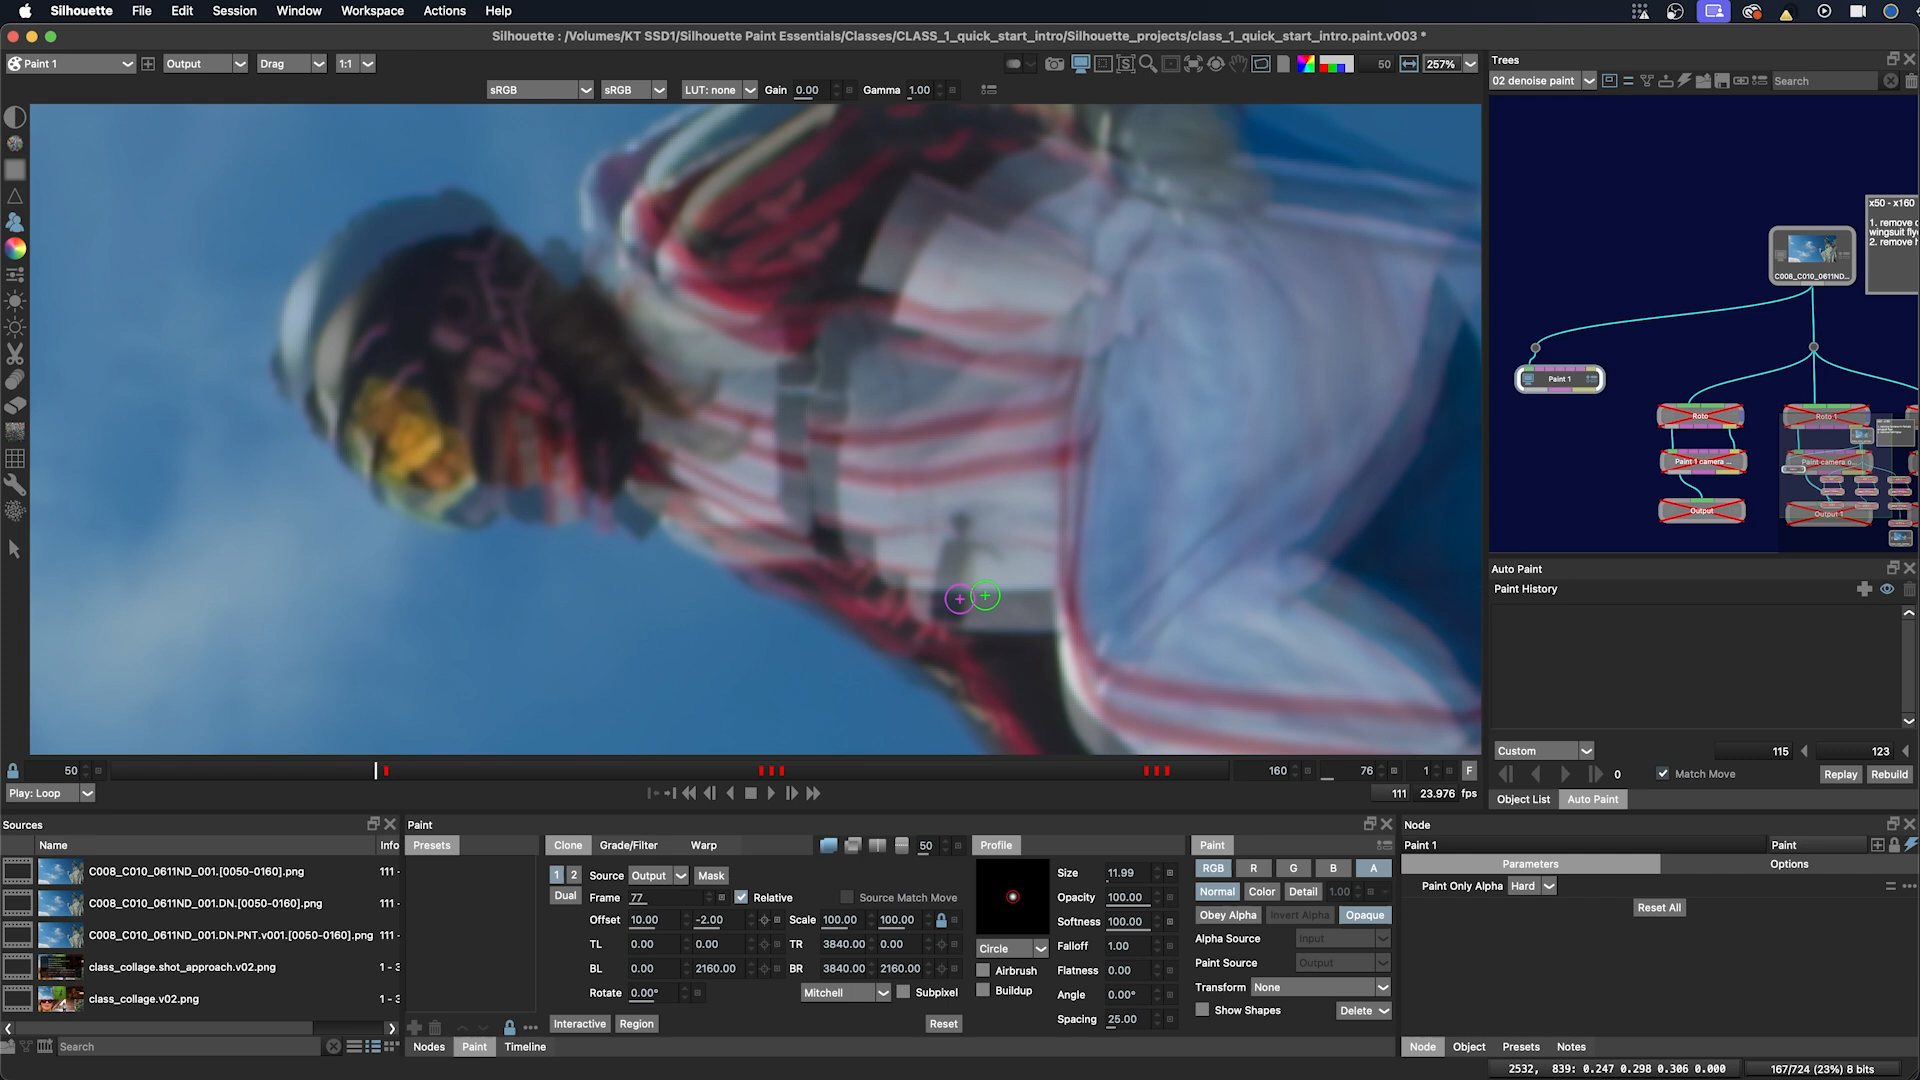 Silhouette File Edit Session Window Workspace Actions Help
Silhouette : /Volumes/KT SSD1/Silhouette Paint Essentials/Classes/CLASS_1_quick_start_intro/Silhouette_projects/class_1_quick_start_intro.paint.v003 *
Paint 1 Output Drag 1:1 50 257%
sRGB sRGB LUT: none Gain 0.00 Gamma 1.00
Trees
02 denoise paint Search
x50 - x160
1. remove
wingsuit fly
2. remove
C008_C010_0611ND...
Paint 1
Roto Roto 1
Paint 1 camera ... Paint camera o...
Output Output 1
Auto Paint
Paint History
Custom 115 123
0 Match Move Replay Rebuild
Object List Auto Paint
50 160 76 1 F
Play: Loop 111 23.976 fps
Sources
Name Info
C008_C010_0611ND_001.[0050-0160].png 111 -
C008_C010_0611ND_001.DN.[0050-0160].png 111 -
C008_C010_0611ND_001.DN.PNT.v001.[0050-0160].png 111 -
class_collage.shot_approach.v02.png 1 - 3
class_collage.v02.png 1 - 3
Search
Paint
Presets Clone Grade/Filter Warp 50 Profile Paint
1 2 Source Output Mask
Dual Frame 77 Relative Source Match Move
Offset 10.00 -2.00 Scale 100.00 100.00
TL 0.00 0.00 TR 3840.00 0.00
BL 0.00 2160.00 BR 3840.00 2160.00
Rotate 0.00° Mitchell Subpixel
Interactive Region Reset
Circle
Airbrush
Buildup
Size 11.99
Opacity 100.00
Softness 100.00
Falloff 1.00
Flatness 0.00
Angle 0.00°
Spacing 25.00
RGB R G B A
Normal Color Detail 1.00
Obey Alpha Invert Alpha Opaque
Alpha Source Input
Paint Source Output
Transform None
Show Shapes Delete
Nodes Paint Timeline
Node
Paint 1 Paint
Parameters Options
Paint Only Alpha Hard
Reset All
Node Object Presets Notes
2532, 839: 0.247 0.298 0.306 0.000 167/724 (23%) 8 bits